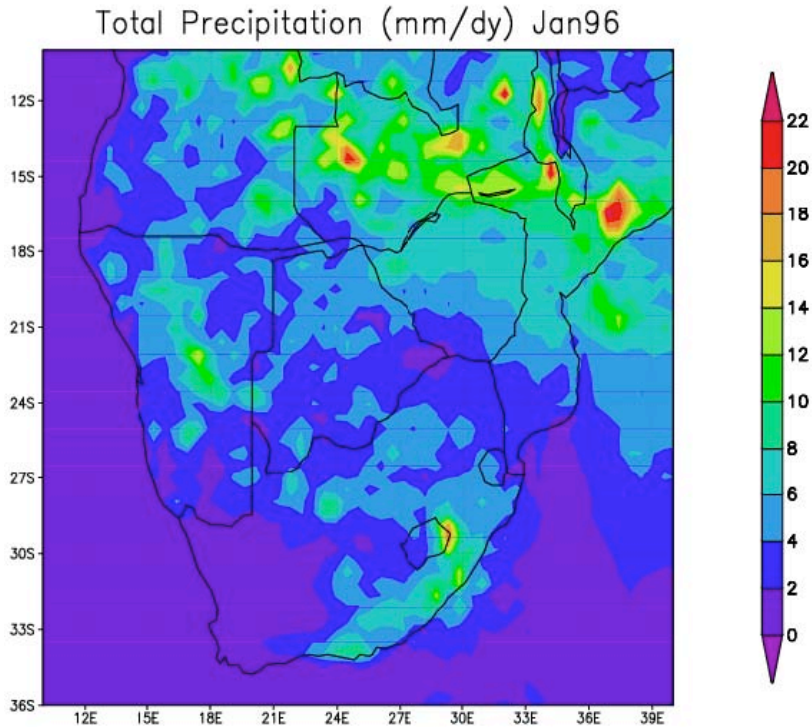 Total Precipitation (mm/dy) Jan96
12S
15S
18S
21S
24S
27S
30S
33S
36S
12E
15E
18E
21E
24E
27E
30E
33E
36E
39E
22
20
18
16
14
12
10
8
6
4
2
0